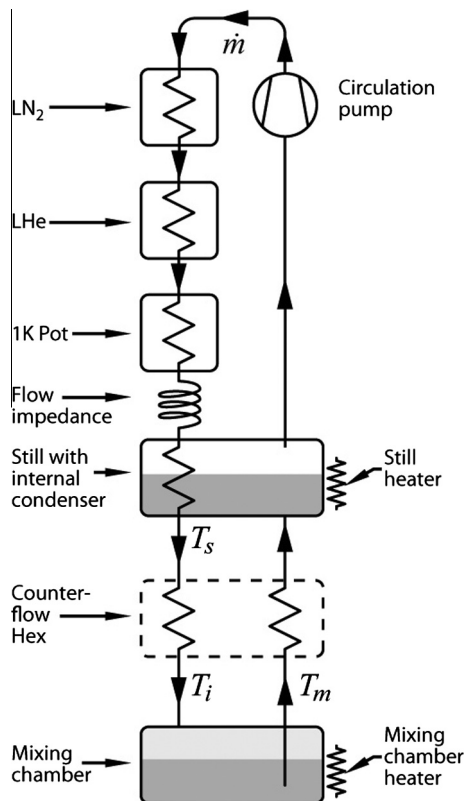 ṁ
LN₂
Circulation
pump
LHe
1K Pot
Flow
impedance
Still with
internal
condenser
Still
heater
Tₛ
Counter-
flow
Hex
Tᵢ
Tₘ
Mixing
chamber
Mixing
chamber
heater